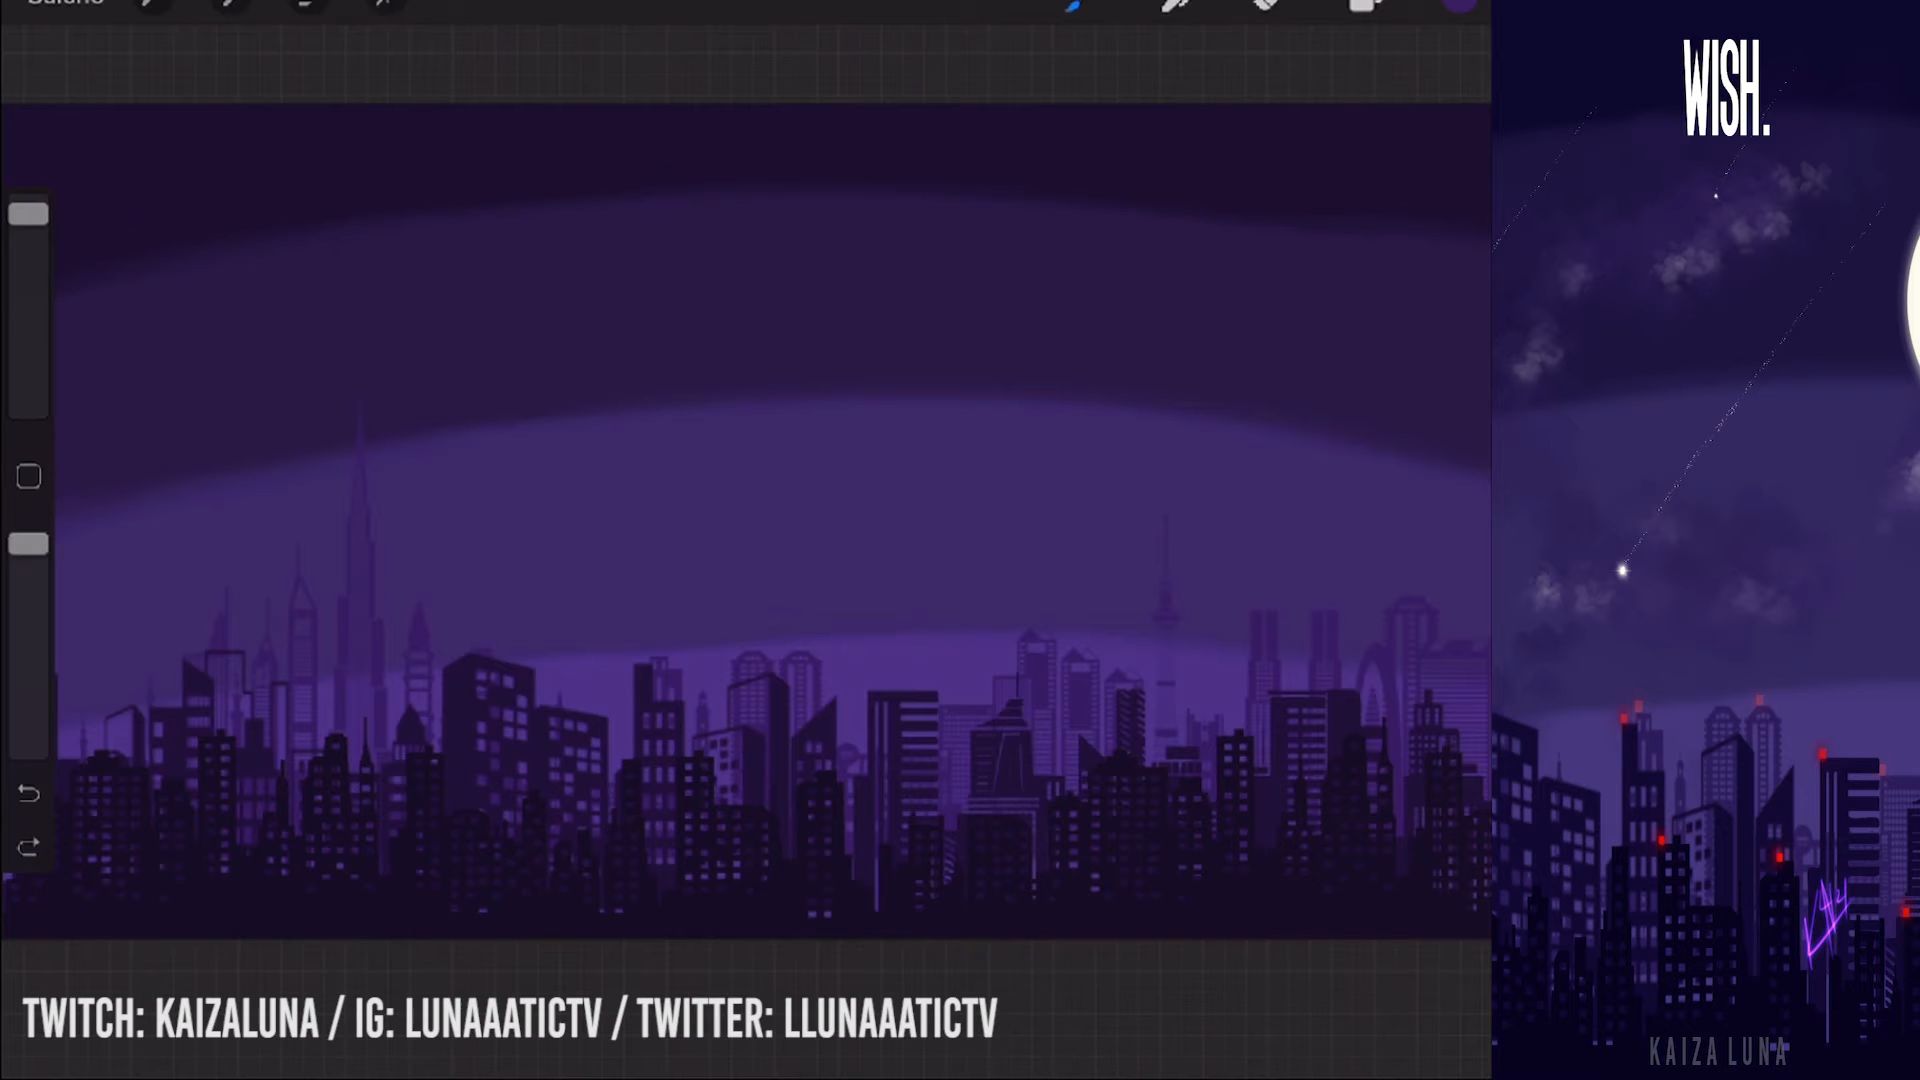 WISH.
TWITCH: KAIZALUNA / IG: LUNAAATICTV / TWITTER: LLUNAAATICTV
KAIZA LUNA